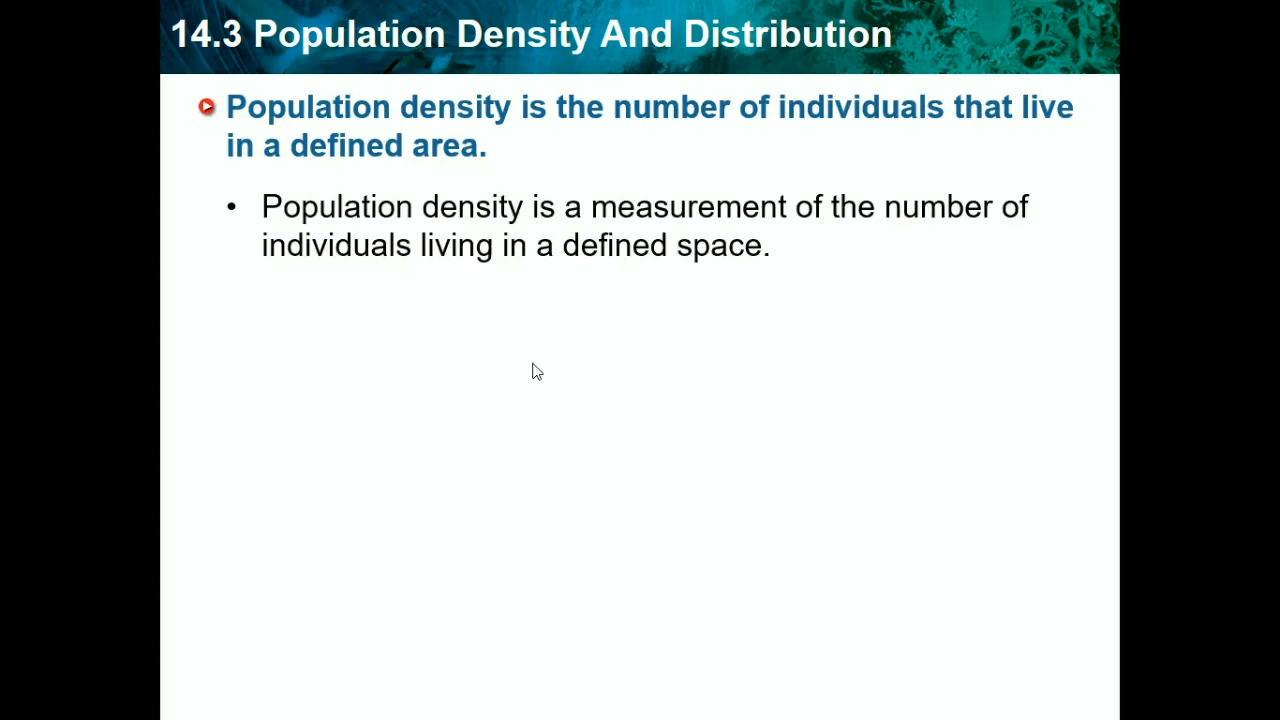 14.3 Population Density And Distribution
Population density is the number of individuals that live
in a defined area.
• Population density is a measurement of the number of
individuals living in a defined space.